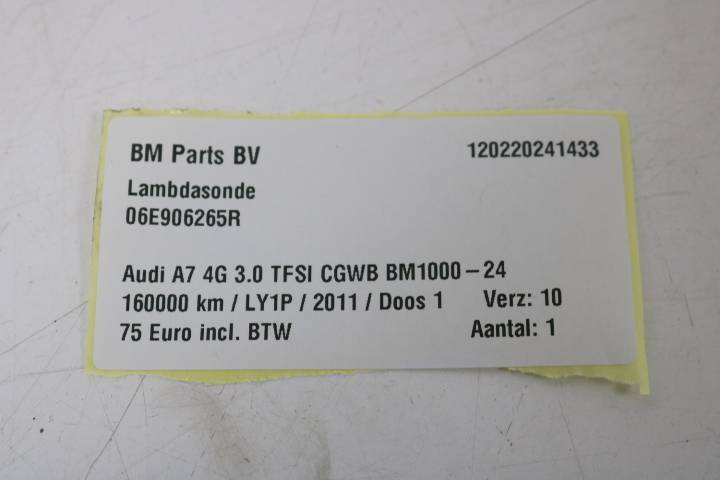 BM Parts BV 120220241433
Lambdasonde
06E906265R
Audi A7 4G 3.0 TFSI CGWB BM1000-24
160000 km / LY1P / 2011 / Doos 1 Verz: 10
75 Euro incl. BTW Aantal: 1